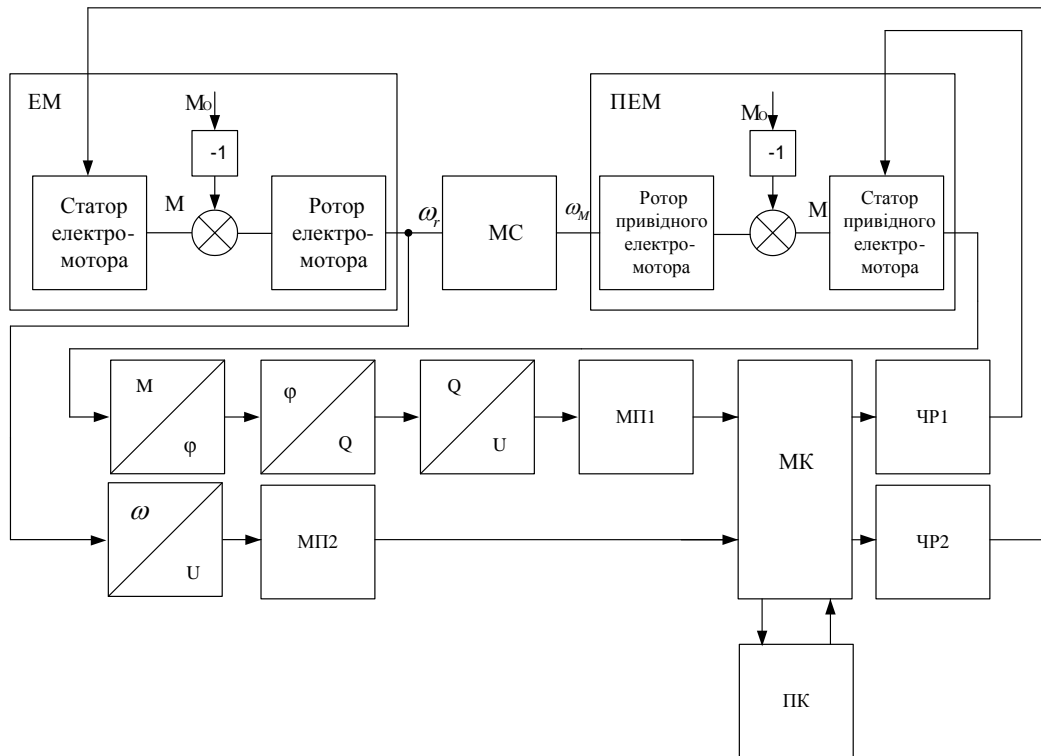 ЕМ
Mo
-1
Статор
електро-
мотора
М
Ротор
електро-
мотора
ωr
МС
ωM
ПЕМ
Mo
-1
Ротор
привідного
електро-
мотора
М
Статор
привідного
електро-
мотора
М
φ
φ
Q
Q
U
МП1
МК
ЧР1
ω
U
МП2
ЧР2
ПК